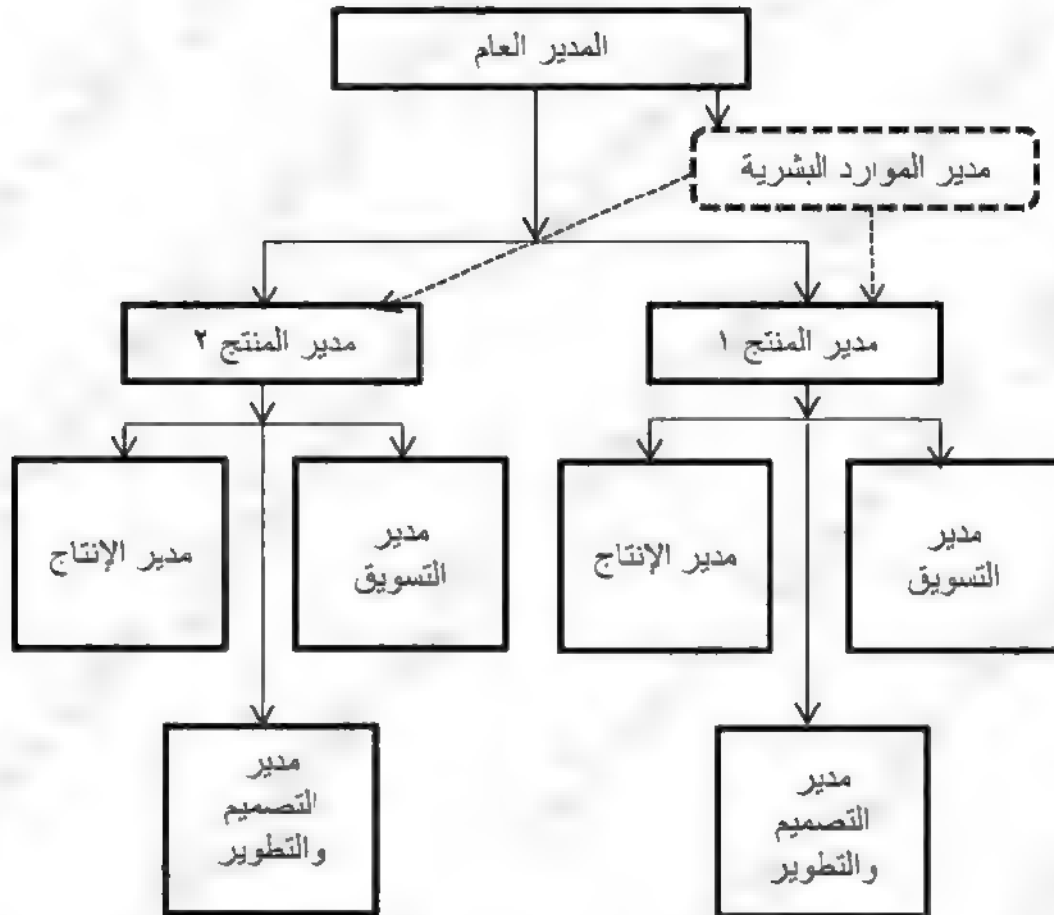 المدير العام
مدير الموارد البشرية
مدير المنتج ١
مدير المنتج ٢
مدير
التسويق
مدير الإنتاج
مدير
التسويق
مدير الإنتاج
مدير
التصميم
والتطوير
مدير
التصميم
والتطوير